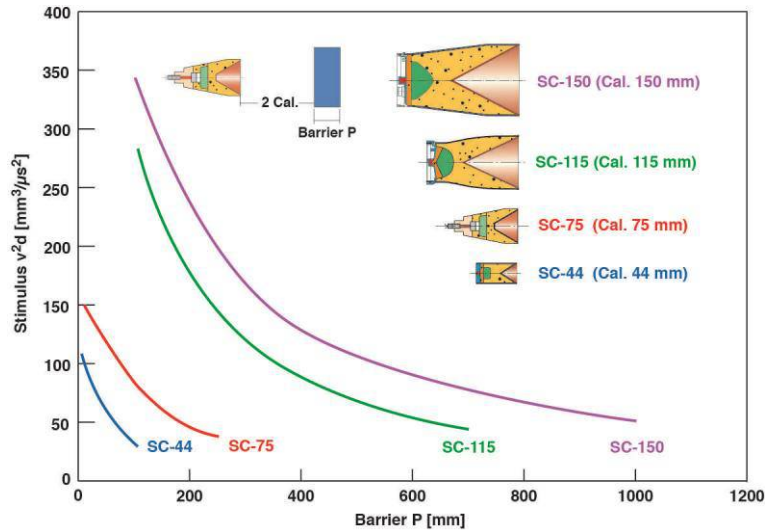 Stimulus v²d [mm³/µs²]
400
350
300
250
200
150
100
50
0
0
200
400
600
800
1000
1200
Barrier P [mm]
2 Cal.
Barrier P
SC-150 (Cal. 150 mm)
SC-115 (Cal. 115 mm)
SC-75 (Cal. 75 mm)
SC-44 (Cal. 44 mm)
SC-44
SC-75
SC-115
SC-150